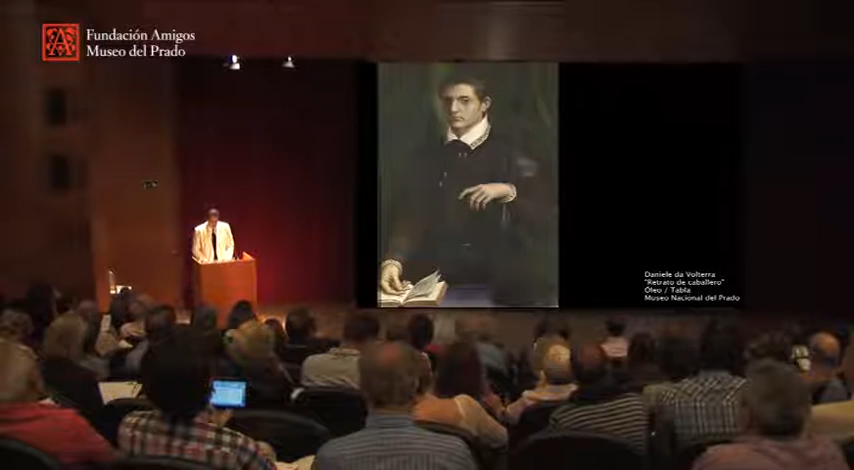 Fundación Amigos
Museo del Prado
Daniele da Volterra
"Retrato de caballero"
Óleo / Tabla
Museo Nacional del Prado